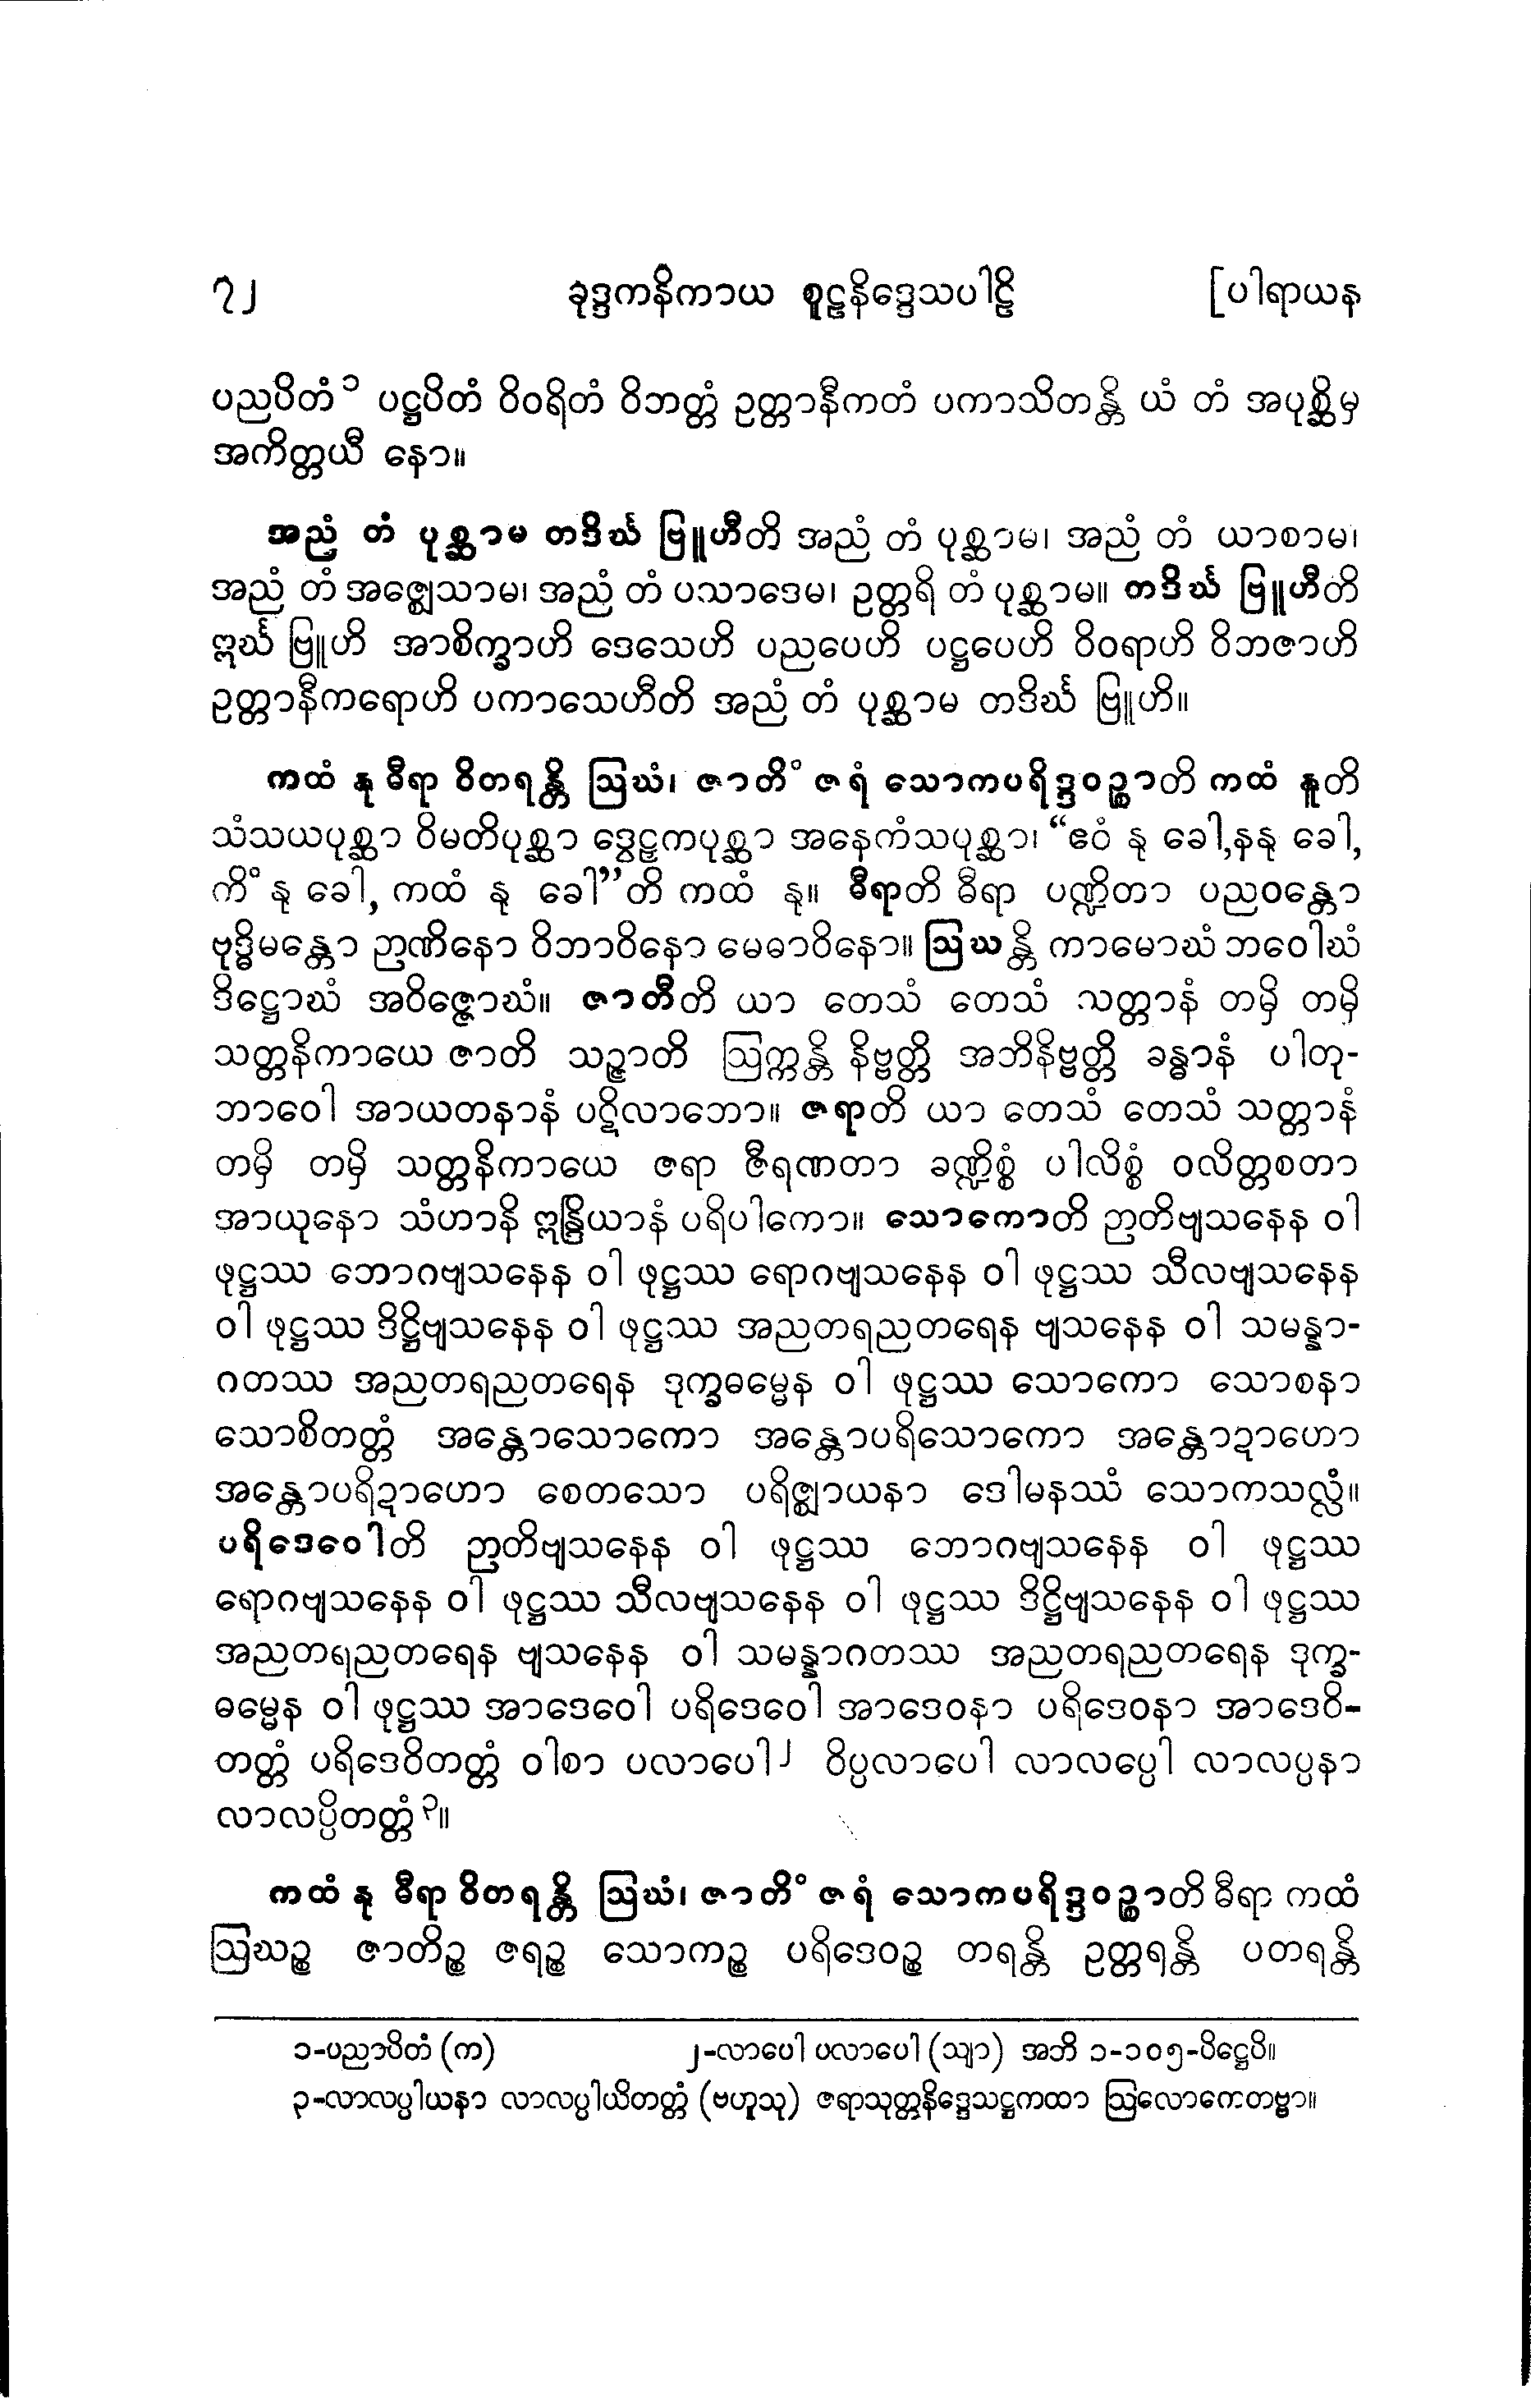 ၇၂ ခုဒ္ဒကနိကာယ စူဠနိဒ္ဒေသပါဠိ [ပါရာယန
ပညပိတံ၁ ပဋ္ဌပိတံ ဝိဝရိတံ ဝိဘတ္တံ ဥတ္တာနီကတံ ပကာသိတန္တိ ယံ တံ အပုစ္ဆိမှ
အကိတ္တယီ နော။
အညံ တံ ပုစ္ဆာမ တဒိင်္ဃ ဗြူဟီတိ အညံ တံ ပုစ္ဆာမ၊ အညံ တံ ယာစာမ၊
အညံ တံ အဇ္ဈေသာမ၊ အညံ တံ ပသာဒေမ၊ ဥတ္တရိ တံ ပုစ္ဆာမ။ တဒိင်္ဃ ဗြူဟီတိ
ဣင်္ဃ ဗြူဟိ အာစိက္ခာဟိ ဒေသေဟိ ပညပေဟိ ပဋ္ဌပေဟိ ဝိဝရာဟိ ဝိဘဇာဟိ
ဥတ္တာနီကရောဟိ ပကာသေဟီတိ အညံ တံ ပုစ္ဆာမ တဒိင်္ဃ ဗြူဟိ။
ကထံ နု ဓီရာ ဝိတရန္တိ ဩဃံ၊ ဇာတိံ ဇရံ သောကပရိဒ္ဒဝဉ္စာတိ ကထံ နူတိ
သံသယပုစ္ဆာ ဝိမတိပုစ္ဆာ ဒွေဠှကပုစ္ဆာ အနေကံသပုစ္ဆာ၊ “ဧဝံ နု ခေါ,နနု ခေါ,
ကိံ နု ခေါ, ကထံ နု ခေါ”တိ ကထံ နု။ ဓီရာတိ ဓီရာ ပဏ္ဍိတာ ပညဝန္တော
ဗုဒ္ဓိမန္တော ဉာဏိနော ဝိဘာဝိနော မေဓာဝိနော။ ဩဃန္တိ ကာမောဃံ ဘဝေါဃံ
ဒိဋ္ဌောဃံ အဝိဇ္ဇောဃံ။ ဇာတီတိ ယာ တေသံ တေသံ သတ္တာနံ တမှိ တမှိ
သတ္တနိကာယေ ဇာတိ သဉ္ဇာတိ ဩက္ကန္တိ နိဗ္ဗတ္တိ အဘိနိဗ္ဗတ္တိ ခန္ဓာနံ ပါတု-
ဘာဝေါ အာယတနာနံ ပဋိလာဘော။ ဇရာတိ ယာ တေသံ တေသံ သတ္တာနံ
တမှိ တမှိ သတ္တနိကာယေ ဇရာ ဇီရဏတာ ခဏ္ဍိစ္စံ ပါလိစ္စံ ဝလိတ္တစတာ
အာယုနော သံဟာနိ ဣန္ဒြိယာနံ ပရိပါကော။ သောကောတိ ဉာတိဗျသနေန ဝါ
ဖုဋ္ဌဿ ဘောဂဗျသနေန ဝါ ဖုဋ္ဌဿ ရောဂဗျသနေန ဝါ ဖုဋ္ဌဿ သီလဗျသနေန
ဝါ ဖုဋ္ဌဿ ဒိဋ္ဌိဗျသနေန ဝါ ဖုဋ္ဌဿ အညတရညတရေန ဗျသနေန ဝါ သမန္နာ-
ဂတဿ အညတရညတရေန ဒုက္ခဓမ္မေန ဝါ ဖုဋ္ဌဿ သောကော သောစနာ
သောစိတတ္တံ အန္တောသောကော အန္တောပရိသောကော အန္တောဍာဟော
အန္တောပရိဍာဟော စေတသော ပရိဇ္ဈာယနာ ဒေါမနဿံ သောကသလ္လံ။
ပရိဒေဝေါတိ ဉာတိဗျသနေန ဝါ ဖုဋ္ဌဿ ဘောဂဗျသနေန ဝါ ဖုဋ္ဌဿ
ရောဂဗျသနေန ဝါ ဖုဋ္ဌဿ သီလဗျသနေန ဝါ ဖုဋ္ဌဿ ဒိဋ္ဌိဗျသနေန ဝါ ဖုဋ္ဌဿ
အညတရညတရေန ဗျသနေန ဝါ သမန္နာဂတဿ အညတရညတရေန ဒုက္ခ-
ဓမ္မေန ဝါ ဖုဋ္ဌဿ အာဒေဝေါ ပရိဒေဝေါ အာဒေဝနာ ပရိဒေဝနာ အာဒေဝိ-
တတ္တံ ပရိဒေဝိတတ္တံ ဝါစာ ပလာပေါ၂ ဝိပ္ပလာပေါ လာလပ္ပေါ လာလပ္ပနာ
လာလပ္ပိတတ္တံ၃။
ကထံ နု ဓီရာ ဝိတရန္တိ ဩဃံ၊ ဇာတိံ ဇရံ သောကပရိဒ္ဒဝဉ္စာတိ ဓီရာ ကထံ
ဩဃဉ္စ ဇာတိဉ္စ ဇရဉ္စ သောကဉ္စ ပရိဒေဝဉ္စ တရန္တိ ဥတ္တရန္တိ ပတရန္တိ
၁-ပညာပိတံ (က) ၂-လာပေါ ပလာပေါ (သျာ) အဘိ ၁-၁၀၅-ပိဋ္ဌေပိ။
၃-လာလပ္ပါယနာ လာလပ္ပါယိတတ္တံ (ဗဟူသု) ဇရာသုတ္တနိဒ္ဒေသဋ္ဌကထာ ဩလောကေတဗ္ဗာ။